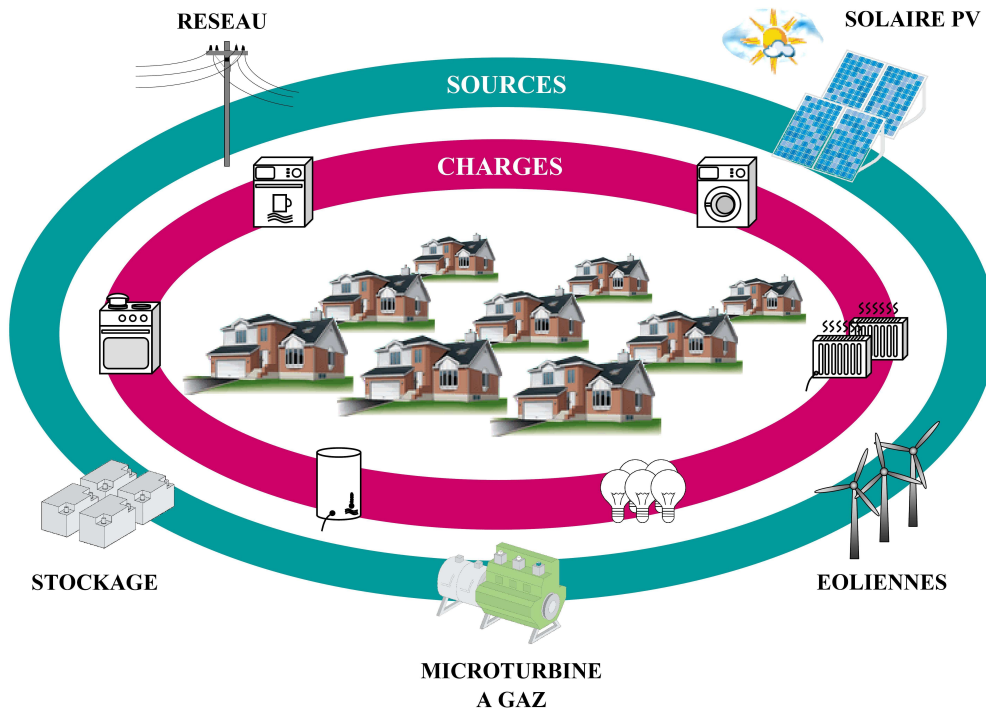 RESEAU
SOLAIRE PV
SOURCES
CHARGES
STOCKAGE
EOLIENNES
MICROTURBINE
A GAZ